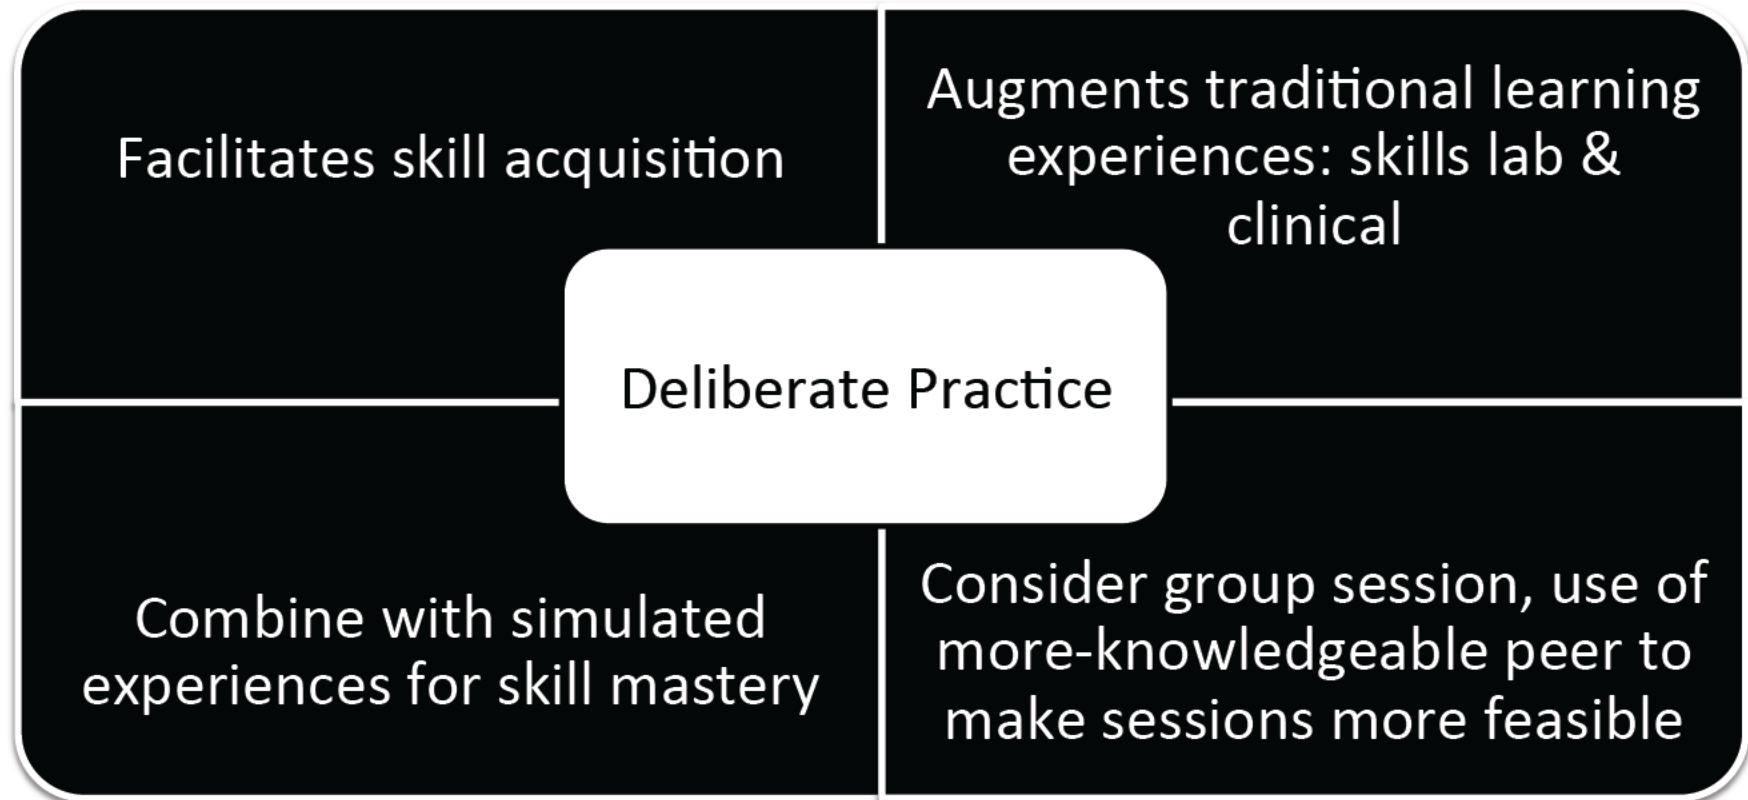 Facilitates skill acquisition
Augments traditional learning
experiences: skills lab &
clinical
Deliberate Practice
Combine with simulated
experiences for skill mastery
Consider group session, use of
more-knowledgeable peer to
make sessions more feasible